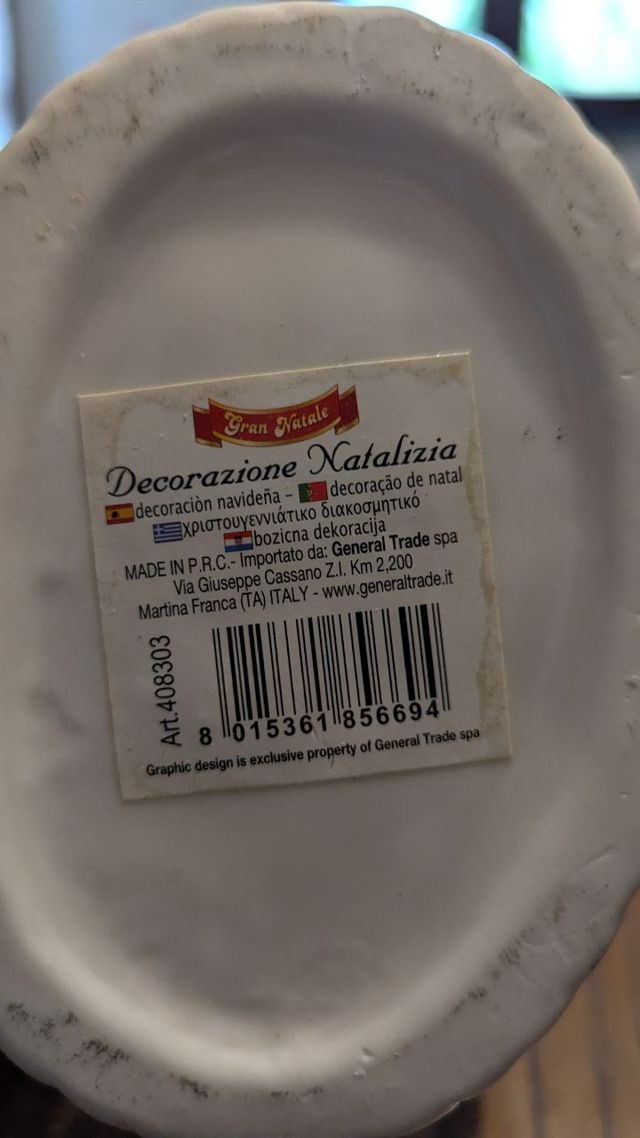 Gran Natale
Decorazione Natalizia
decoraciòn navideña - decoração de natal
χριστουγεννιάτικο διακοσμητικό
bozicna dekoracija
MADE IN P.R.C.- Importato da: General Trade spa
Via Giuseppe Cassano Z.I. Km 2,200
Martina Franca (TA) ITALY - www.generaltrade.it
Art.408303
8 015361 856694
Graphic design is exclusive property of General Trade spa